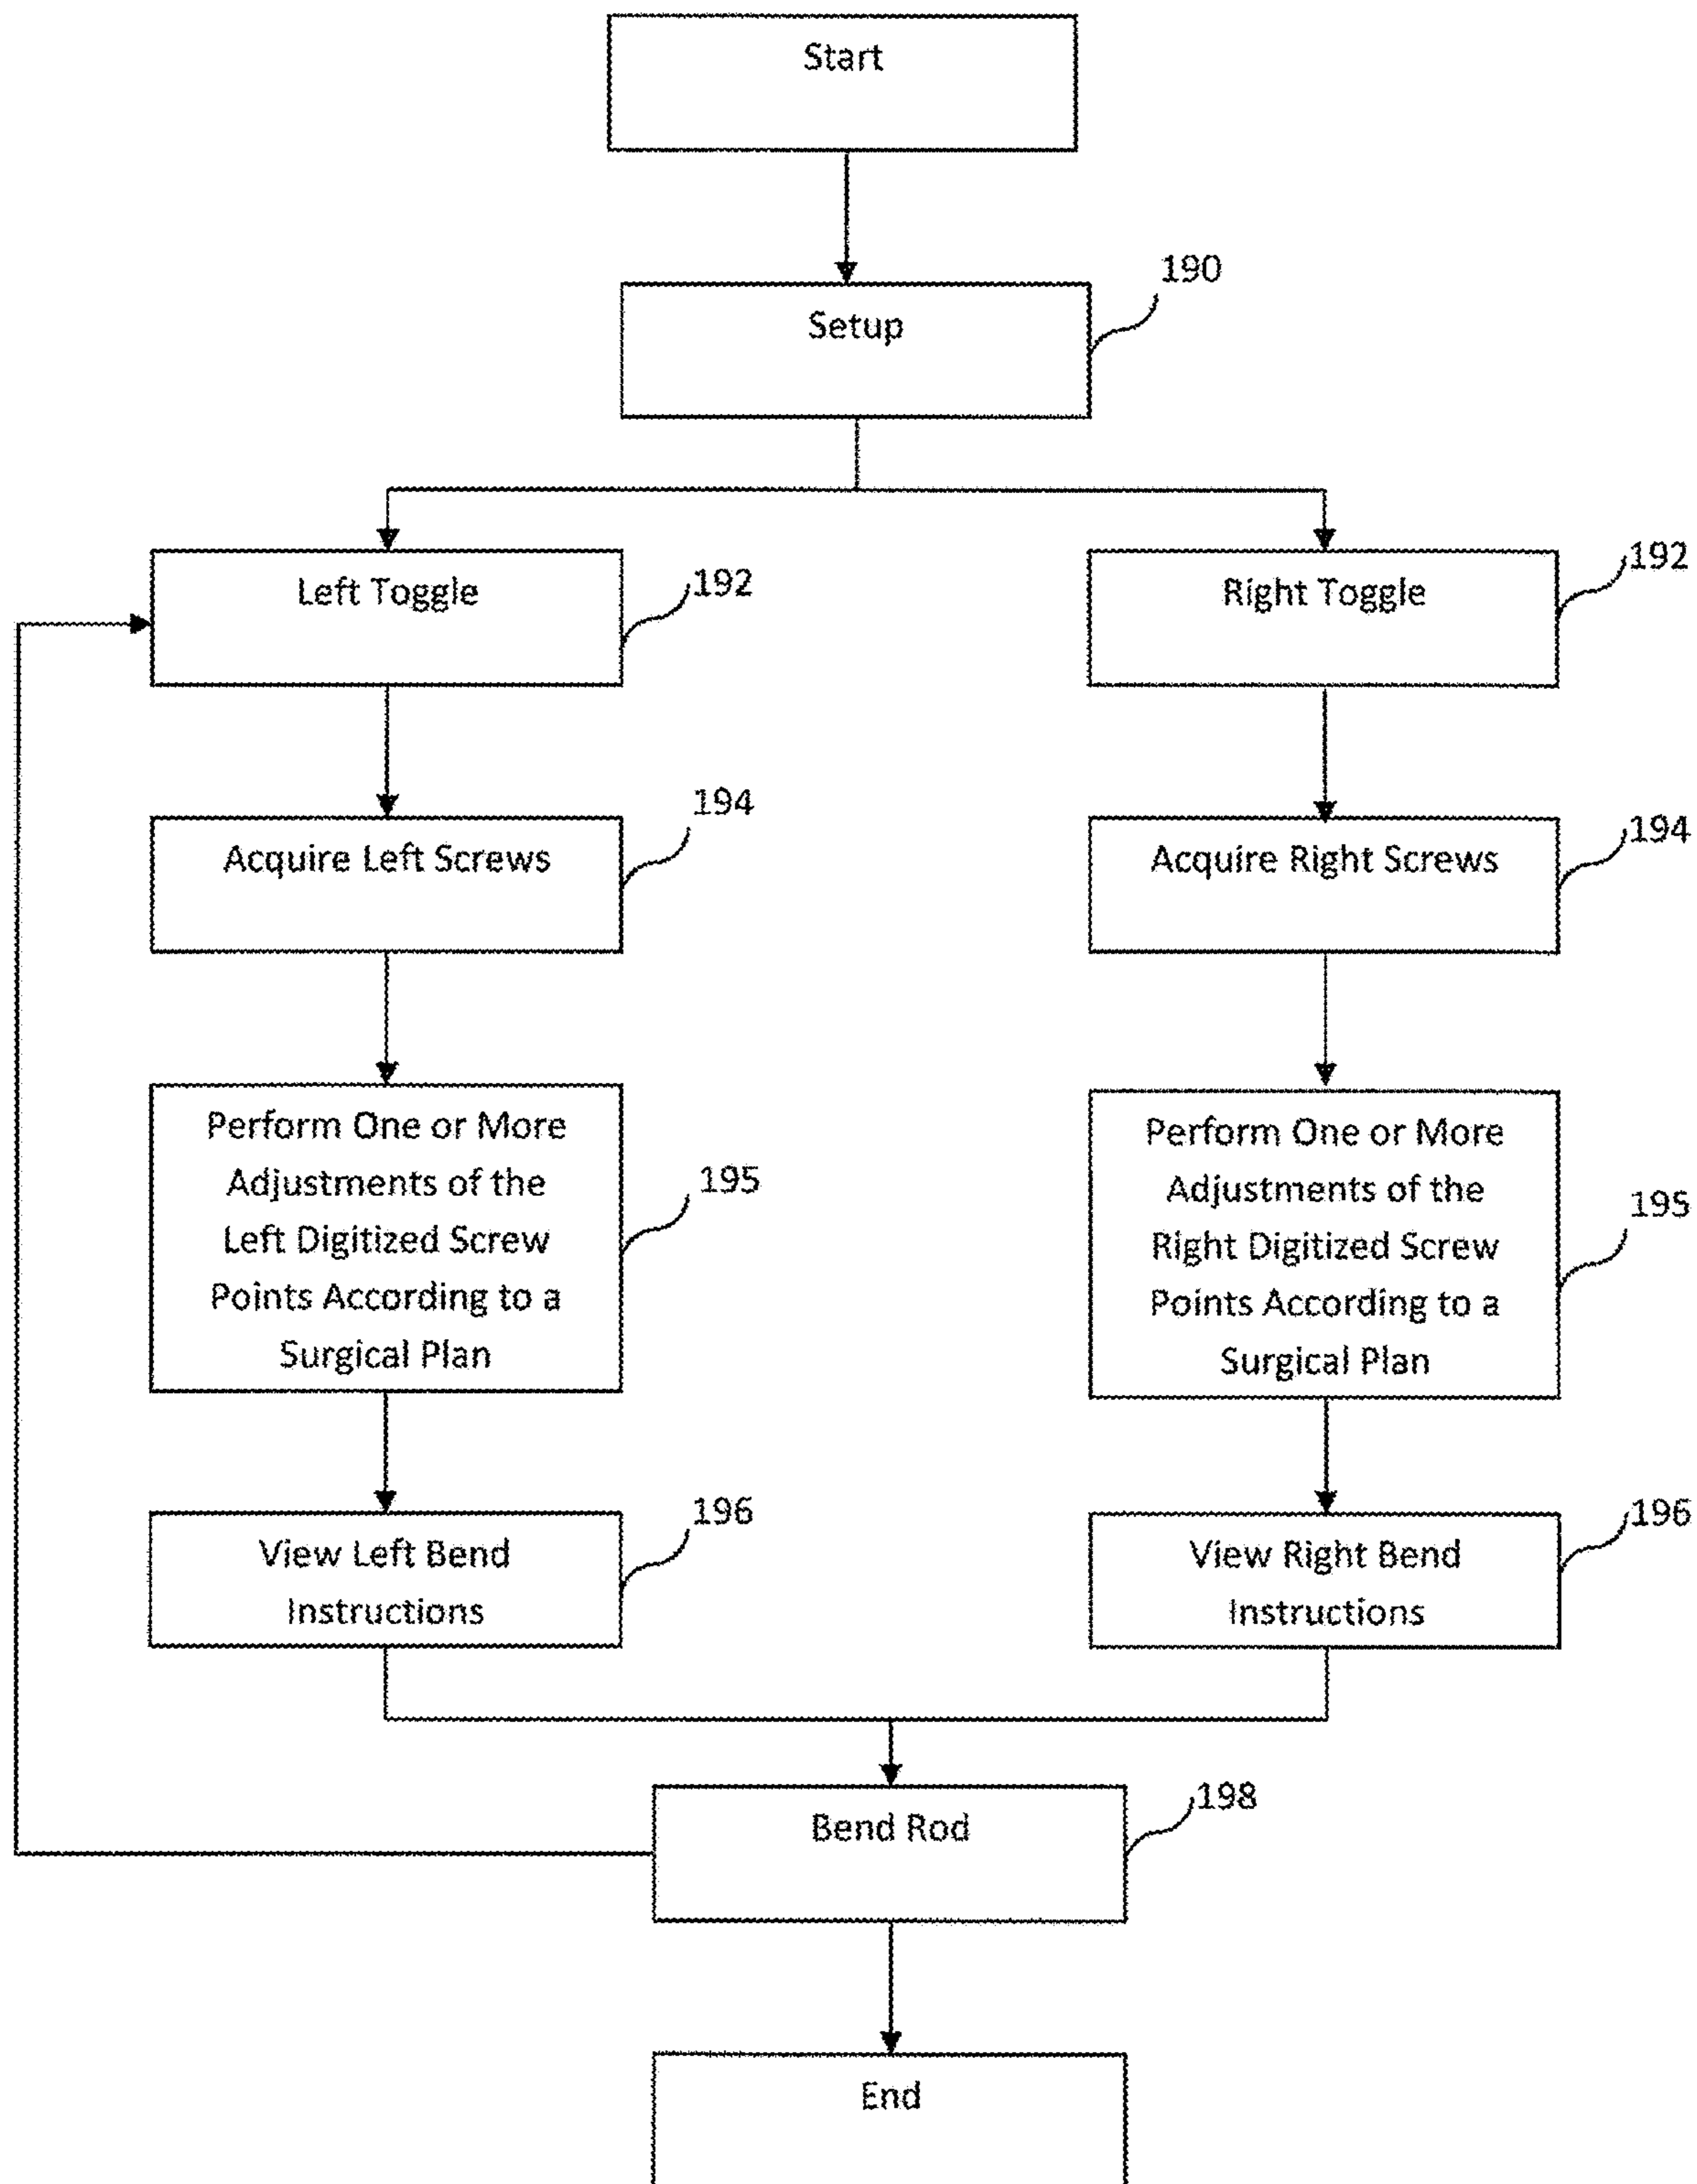 Start
190
Setup
192
Left Toggle
192
Right Toggle
194
Acquire Left Screws
194
Acquire Right Screws
Perform One or More
Adjustments of the
Left Digitized Screw
Points According to a
Surgical Plan
195
Perform One or More
Adjustments of the
Right Digitized Screw
Points According to a
Surgical Plan
195
196
View Left Bend
Instructions
196
View Right Bend
Instructions
198
Bend Rod
End